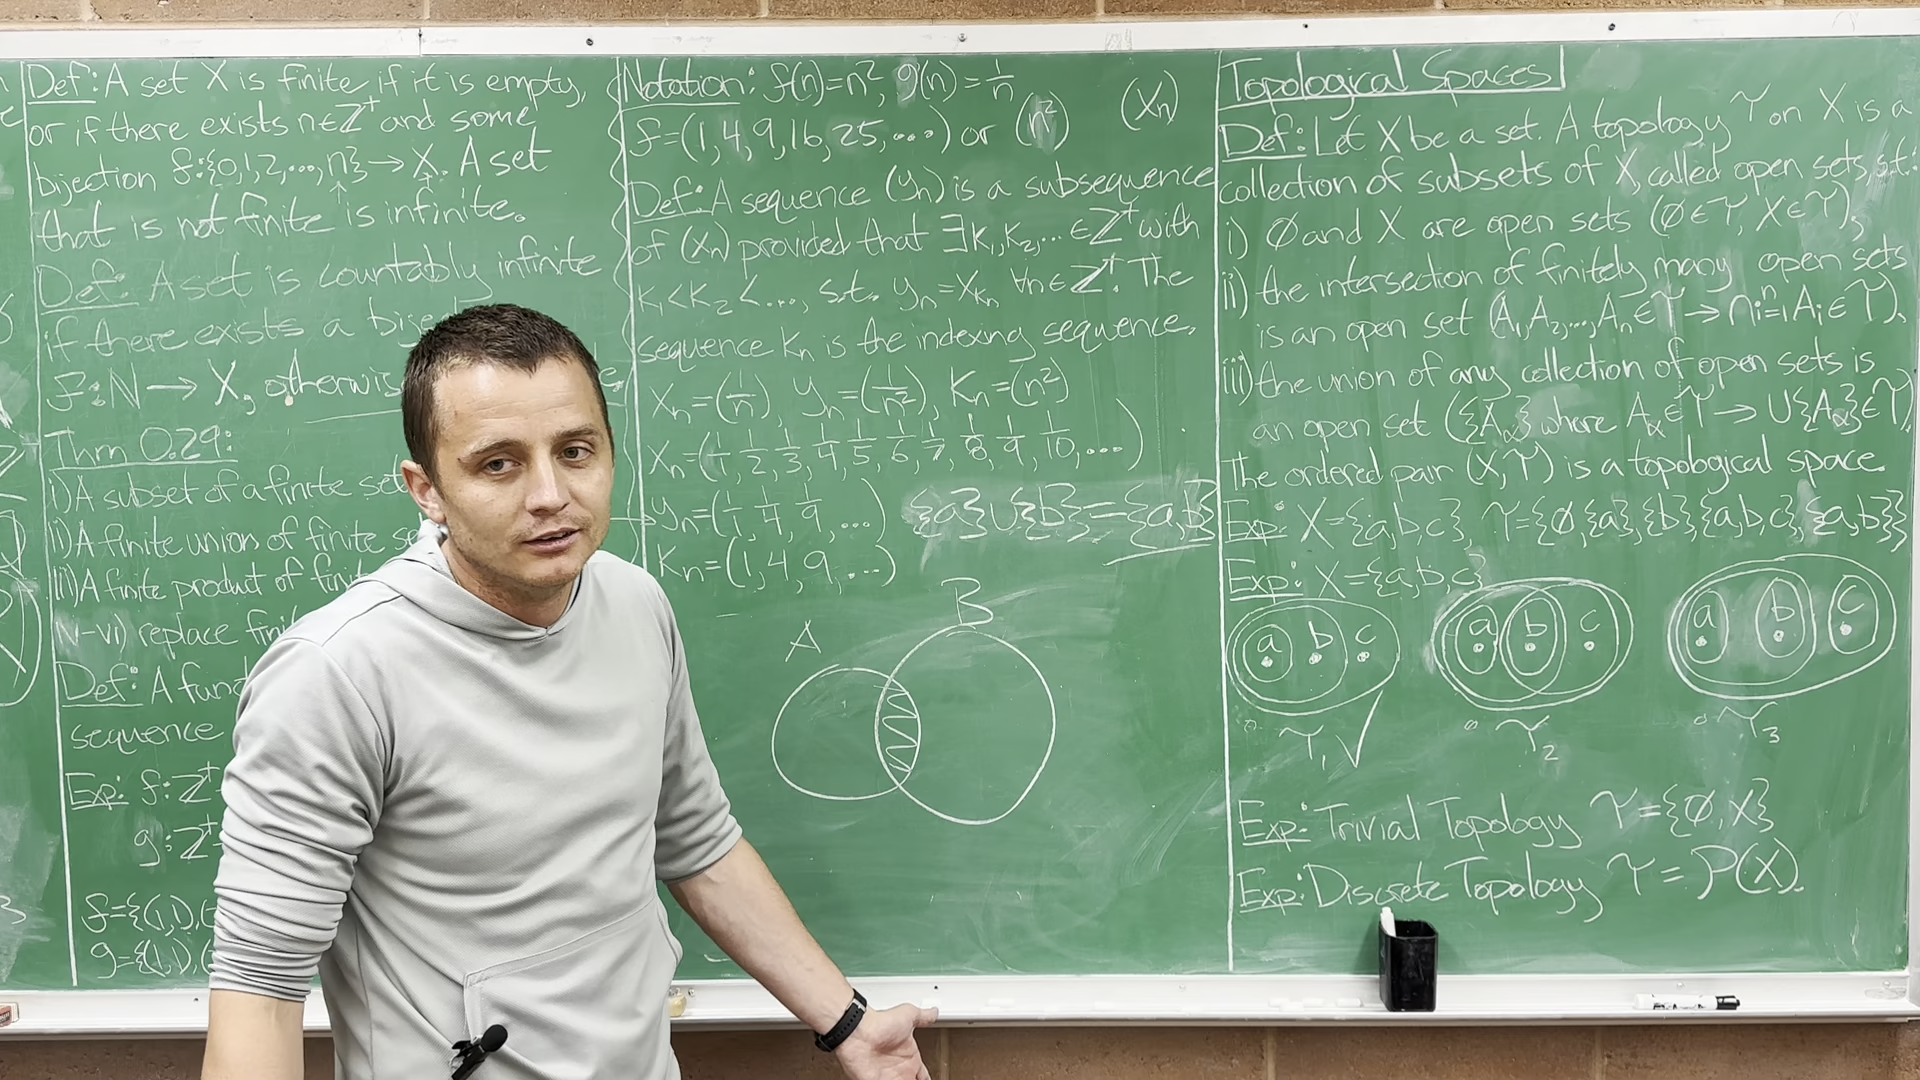 Def: A set X is finite if it is empty,
or if there exists n∈Z⁺ and some
bijection f:{0,1,2,...,n}→X. A set
that is not finite is infinite.
Def: A set is countably infinite
if there exists a bije
f:N→X, otherwis
Thm 0.29:
i) A subset of a finite set
ii) A finite union of finite se
iii) A finite product of finit
iv-vi) replace fini
Def: A fund
sequence
Exp: f:Z⁺
g:Z⁺
f={(1,1),(
g={(1,1),(
Notation: f(n)=n², g(n)=1/n
f=(1,4,9,16,25,...) or (n²) (Xn)
Def: A sequence (yn) is a subsequence
of (xn) provided that ∃k₁,k₂,... ∈Z⁺ with
k₁<k₂<..., s.t. yn=x_kn ∀n∈Z⁺. The
sequence kn is the indexing sequence.
Xn=(1/n), yn=(1/n²), Kn=(n²)
Xn=(1/1, 1/2, 1/3, 1/4, 1/5, 1/6, 1/7, 1/8, 1/9, 1/10,...)
yn=(1/1, 1/4, 1/9,...) {a}∪{b}={a,b}
Kn=(1,4,9,...)
A B
Topological Spaces
Def: Let X be a set. A topology 𝒯 on X is a
collection of subsets of X, called open sets, s.t.
i) Ø and X are open sets (Ø∈𝒯, X∈𝒯),
ii) the intersection of finitely many open sets
is an open set (A₁,A₂,...,An∈𝒯→∩ⁿi=1 Ai∈𝒯),
iii) the union of any collection of open sets is
an open set ({Aα} where Aα∈𝒯→∪{Aα}∈𝒯),
The ordered pair (X,𝒯) is a topological space.
Exp: X={a,b,c}, 𝒯={Ø,{a},{b},{a,b,c},{a,b}}
Exp: X={a,b,c}
a b c a b c a b c
𝒯₁✓ 𝒯₂ 𝒯₃
Exp: Trivial Topology 𝒯={Ø,X}
Exp: Discrete Topology 𝒯=P(X).